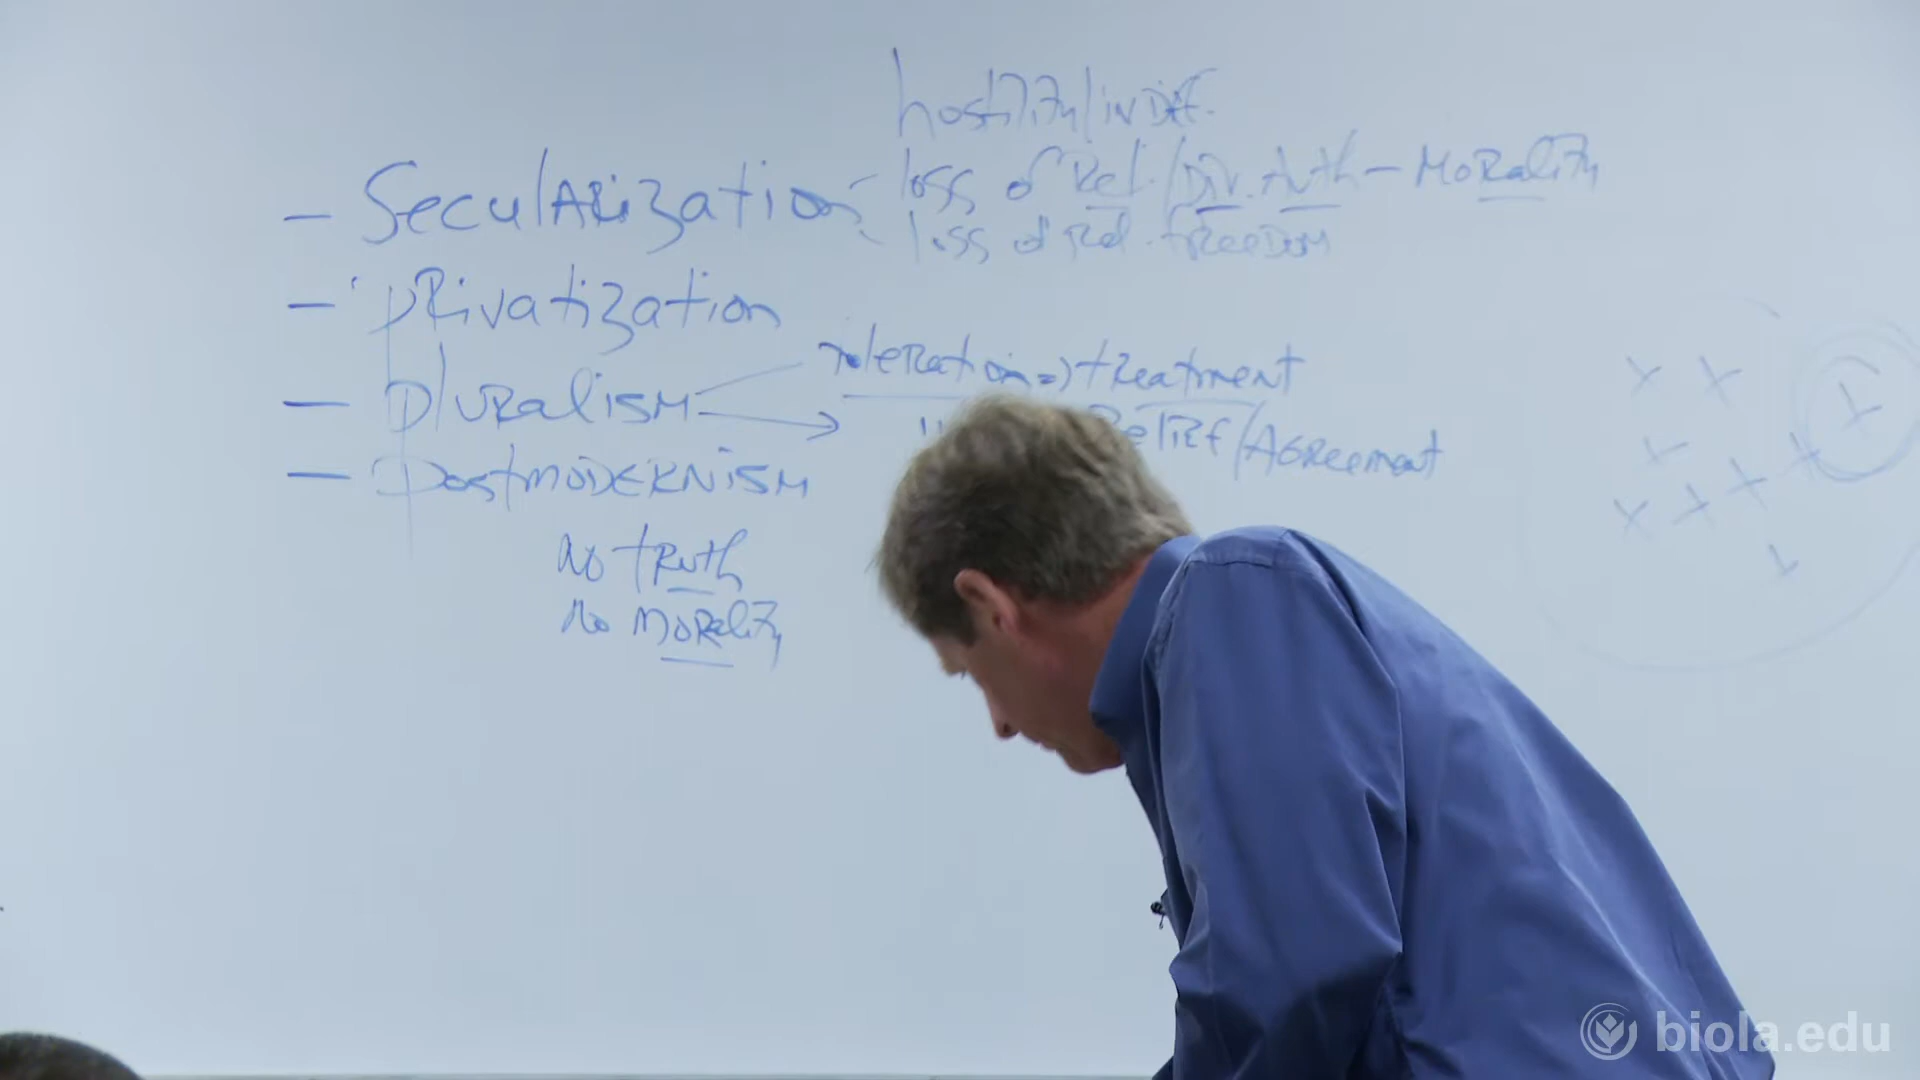 hostility/inDif.
- SeculARization - loss of Rel./Div. Auth - MoRality
loss of Rel. fReeDom
- pRivatization
toleRation => tReatment
- pluRalism
" Belief/AGReement
- PostmoDERNism
No tRuth
No MoRality
biola.edu